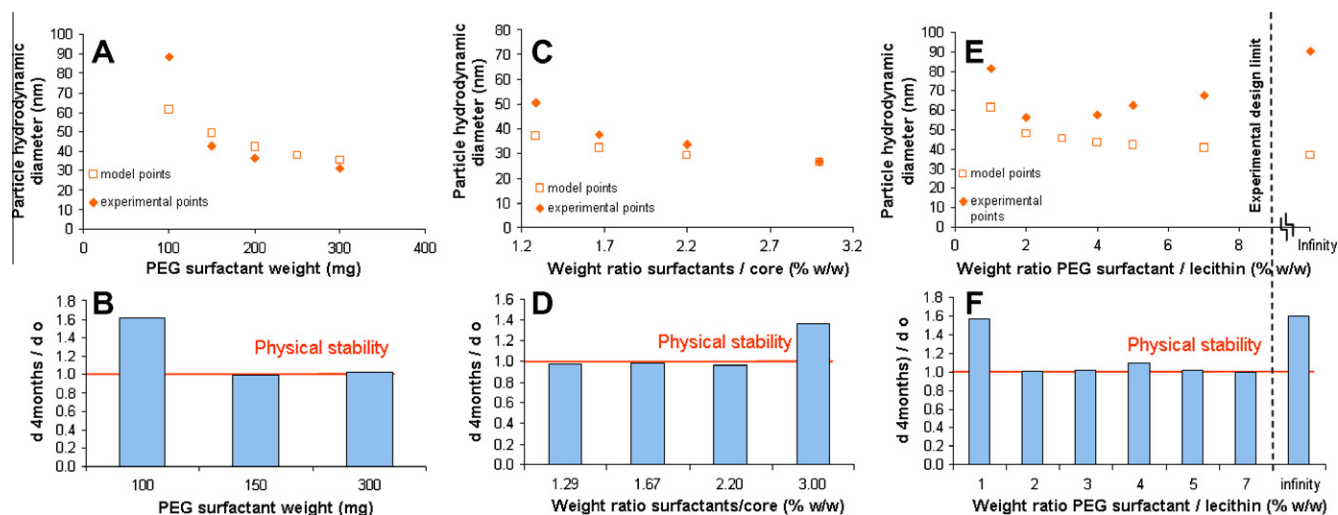 A
Particle hydrodynamic
diameter (nm)
100
90
80
70
60
50
40
30
20
10
0
model points
experimental points
0
100
200
300
400
PEG surfactant weight (mg)
C
Particle hydrodynamic
diameter (nm)
80
70
60
50
40
30
20
10
0
model points
experimental points
1.2
1.7
2.2
2.7
3.2
Weight ratio surfactants / core (% w/w)
E
Particle hydrodynamic
diameter (nm)
100
90
80
70
60
50
40
30
20
10
0
model points
experimental
points
Experimental design limit
0
2
4
6
8
Infinity
Weight ratio PEG surfactant / lecithin (% w/w)
B
d 4months / d o
1.8
1.6
1.4
1.2
1.0
0.8
0.6
0.4
0.2
0.0
Physical stability
100
150
300
PEG surfactant weight (mg)
D
d 4months / d o
1.6
1.4
1.2
1.0
0.8
0.6
0.4
0.2
0.0
Physical stability
1.29
1.67
2.20
3.00
Weight ratio surfactants/core (% w/w)
F
d 4months) / d o
1.8
1.6
1.4
1.2
1.0
0.8
0.6
0.4
0.2
0.0
Physical stability
1
2
3
4
5
7
infinity
Weight ratio PEG surfactant / lecithin (% w/w)